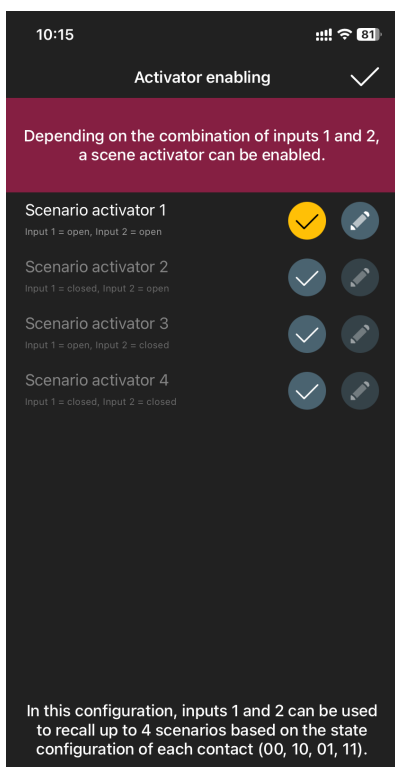 10:15
81
Activator enabling
Depending on the combination of inputs 1 and 2,
a scene activator can be enabled.
Scenario activator 1
Input 1 = open, Input 2 = open
Scenario activator 2
Input 1 = closed, Input 2 = open
Scenario activator 3
Input 1 = open, Input 2 = closed
Scenario activator 4
Input 1 = closed, Input 2 = closed
In this configuration, inputs 1 and 2 can be used
to recall up to 4 scenarios based on the state
configuration of each contact (00, 10, 01, 11).